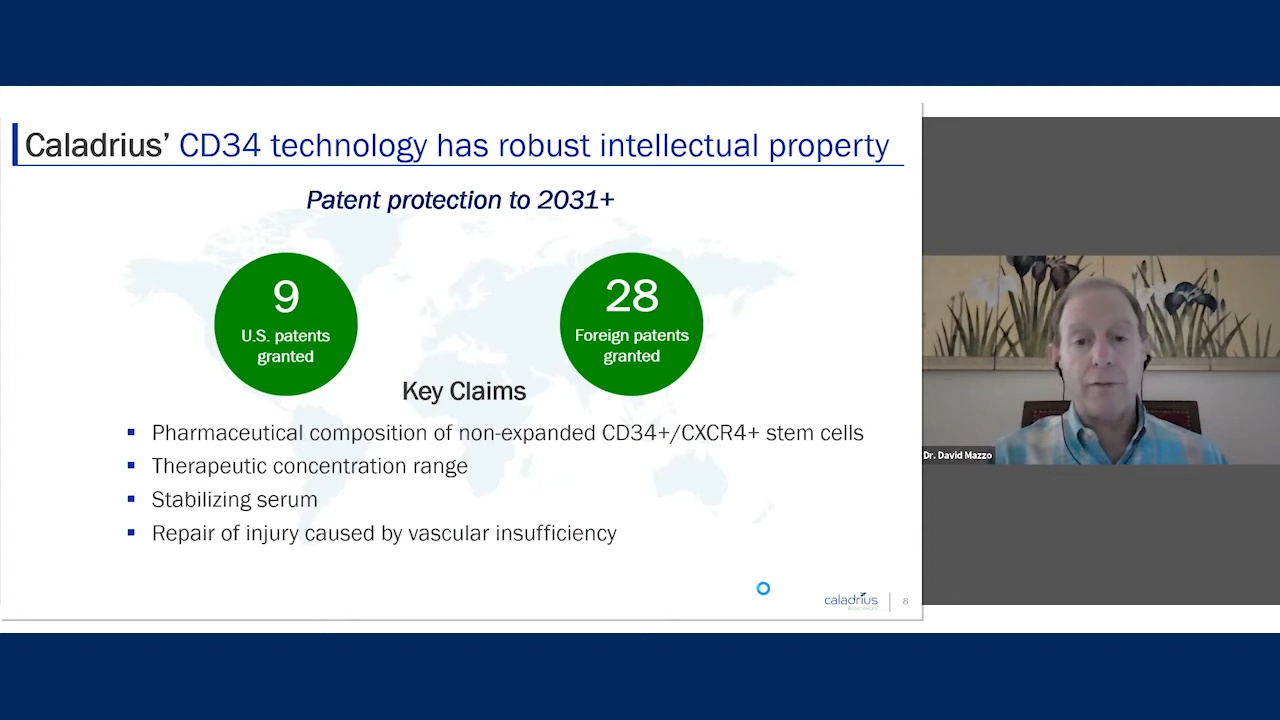 Caladrius' CD34 technology has robust intellectual property
Patent protection to 2031+
9
U.S. patents
granted
28
Foreign patents
granted
Key Claims
▪ Pharmaceutical composition of non-expanded CD34+/CXCR4+ stem cells
▪ Therapeutic concentration range
▪ Stabilizing serum
▪ Repair of injury caused by vascular insufficiency
caladrius
8
Dr. David Mazzo